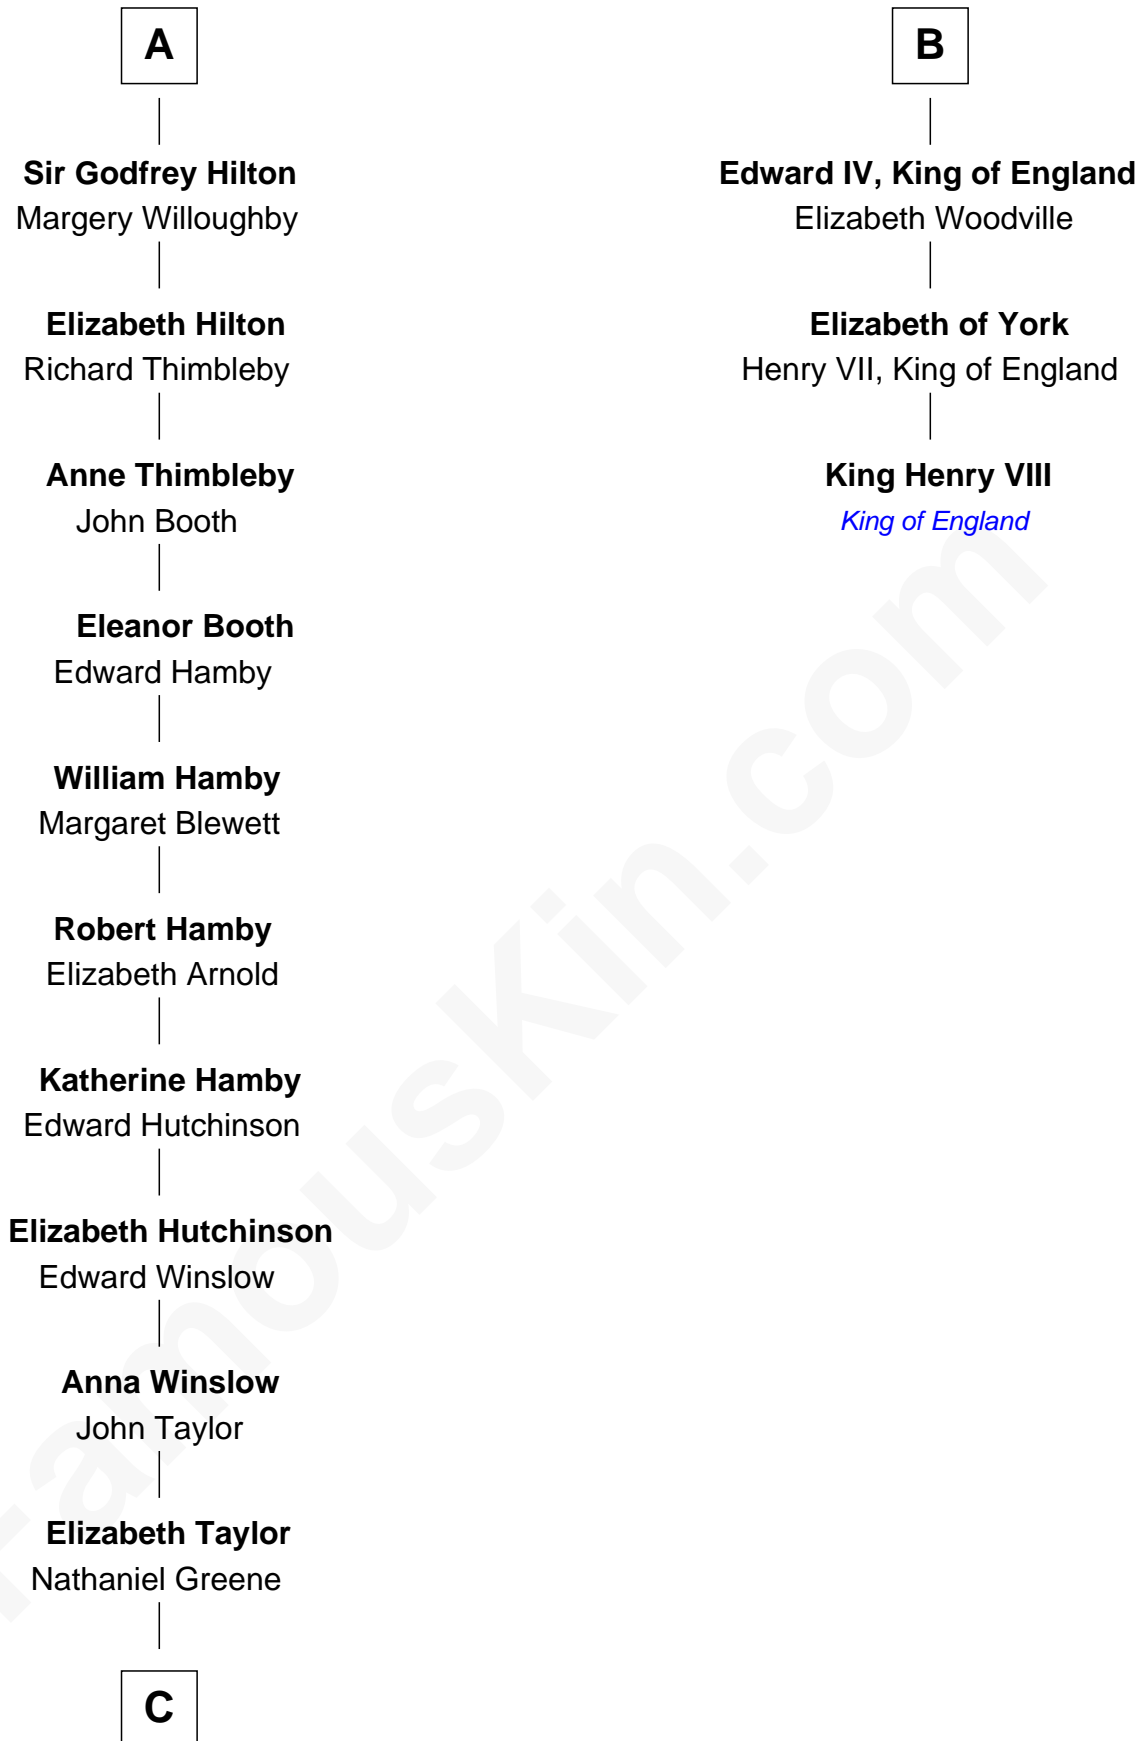 A
Sir Godfrey Hilton
Margery Willoughby
Elizabeth Hilton
Richard Thimbleby
Anne Thimbleby
John Booth
Eleanor Booth
Edward Hamby
William Hamby
Margaret Blewett
Robert Hamby
Elizabeth Arnold
Katherine Hamby
Edward Hutchinson
Elizabeth Hutchinson
Edward Winslow
Anna Winslow
John Taylor
Elizabeth Taylor
Nathaniel Greene
C
B
Edward IV, King of England
Elizabeth Woodville
Elizabeth of York
Henry VII, King of England
King Henry VIII
King of England
FamousKin.com